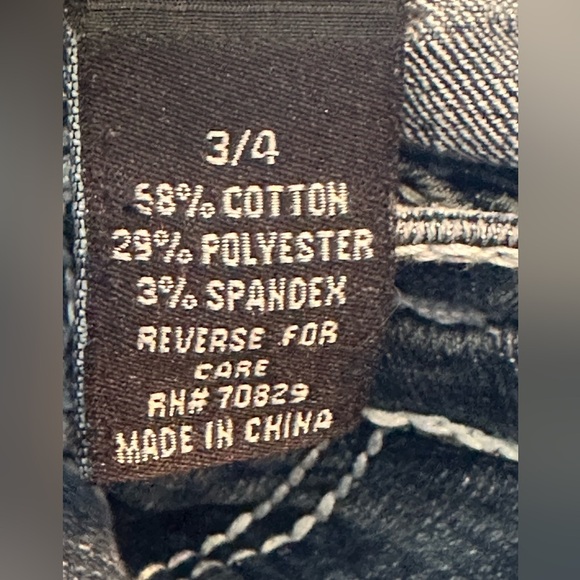 3/4
68% COTTON
29% POLYESTER
3% SPANDEX
REVERSE FOR
CARE
RN# 70829
MADE IN CHINA